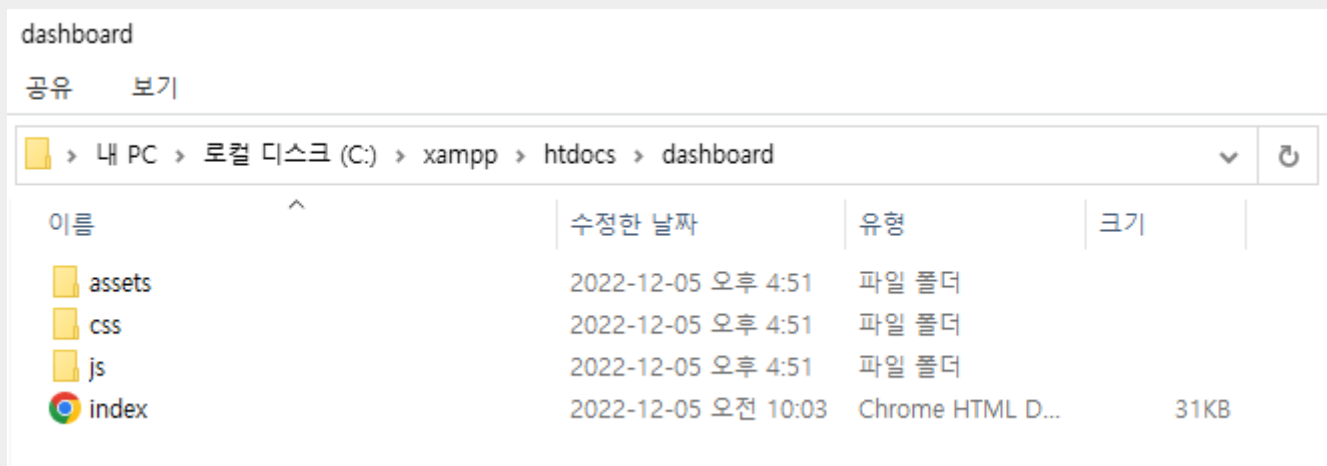 dashboard
공유 보기
내 PC > 로컬 디스크 (C:) > xampp > htdocs > dashboard
이름 수정한 날짜 유형 크기
assets 2022-12-05 오후 4:51 파일 폴더
css 2022-12-05 오후 4:51 파일 폴더
js 2022-12-05 오후 4:51 파일 폴더
index 2022-12-05 오전 10:03 Chrome HTML D... 31KB